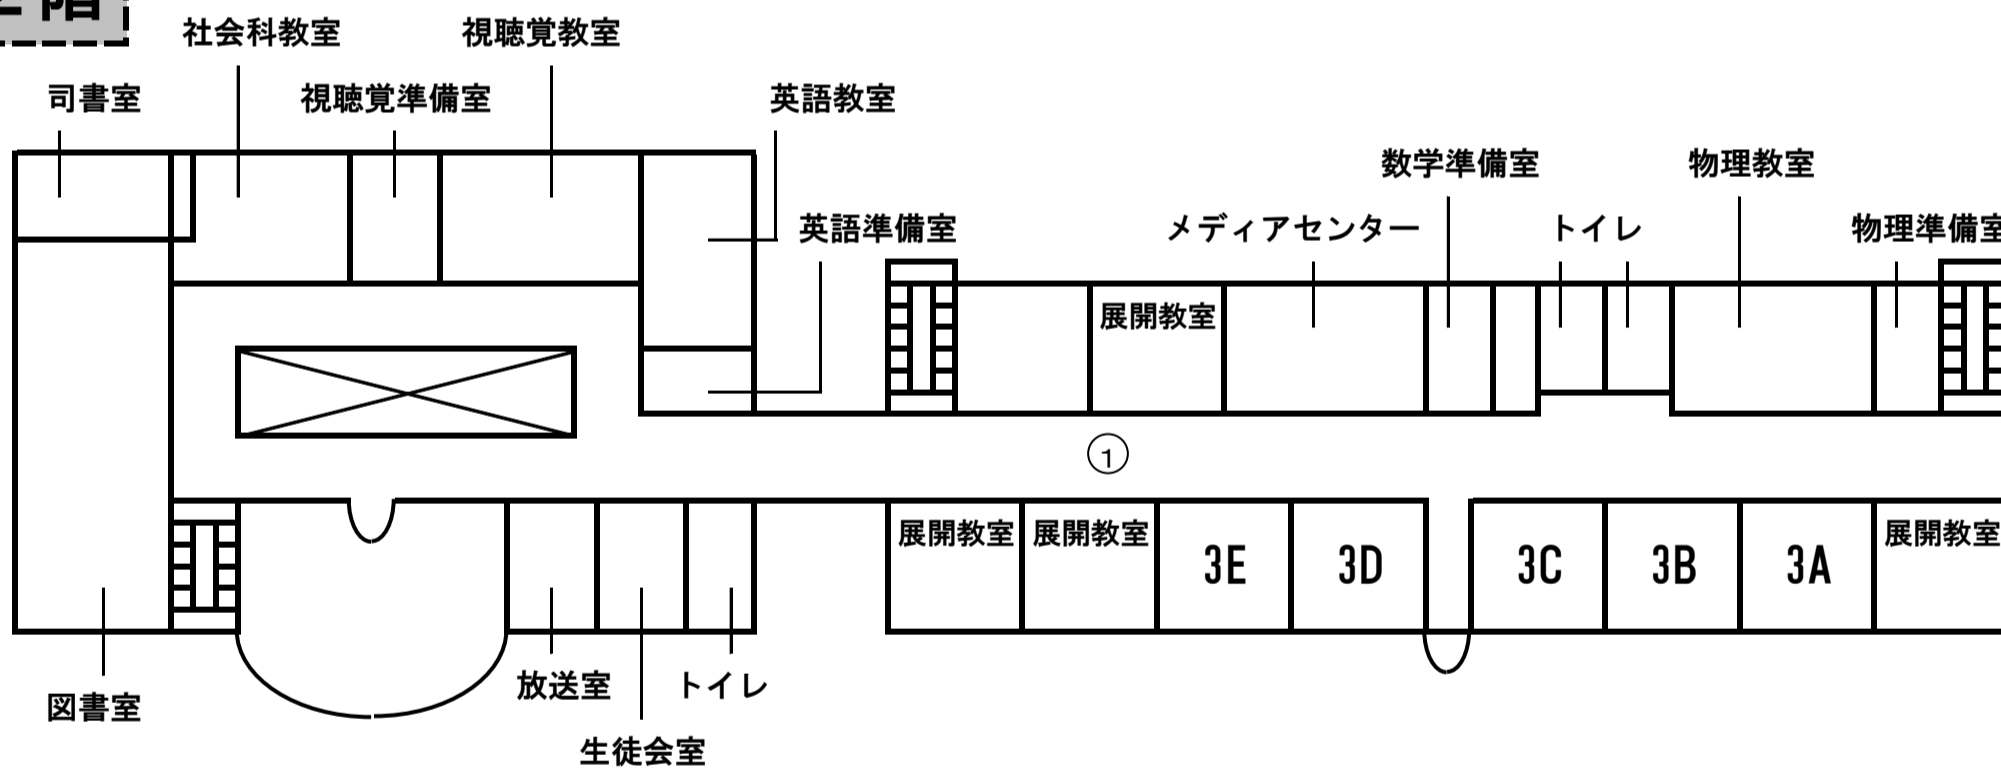 2階
社会科教室
視聴覚教室
司書室
視聴覚準備室
英語教室
数学準備室
物理教室
英語準備室
メディアセンター
トイレ
物理準備室
展開教室
①
展開教室
展開教室
3E
3D
3C
3B
3A
展開教室
放送室
トイレ
図書室
生徒会室